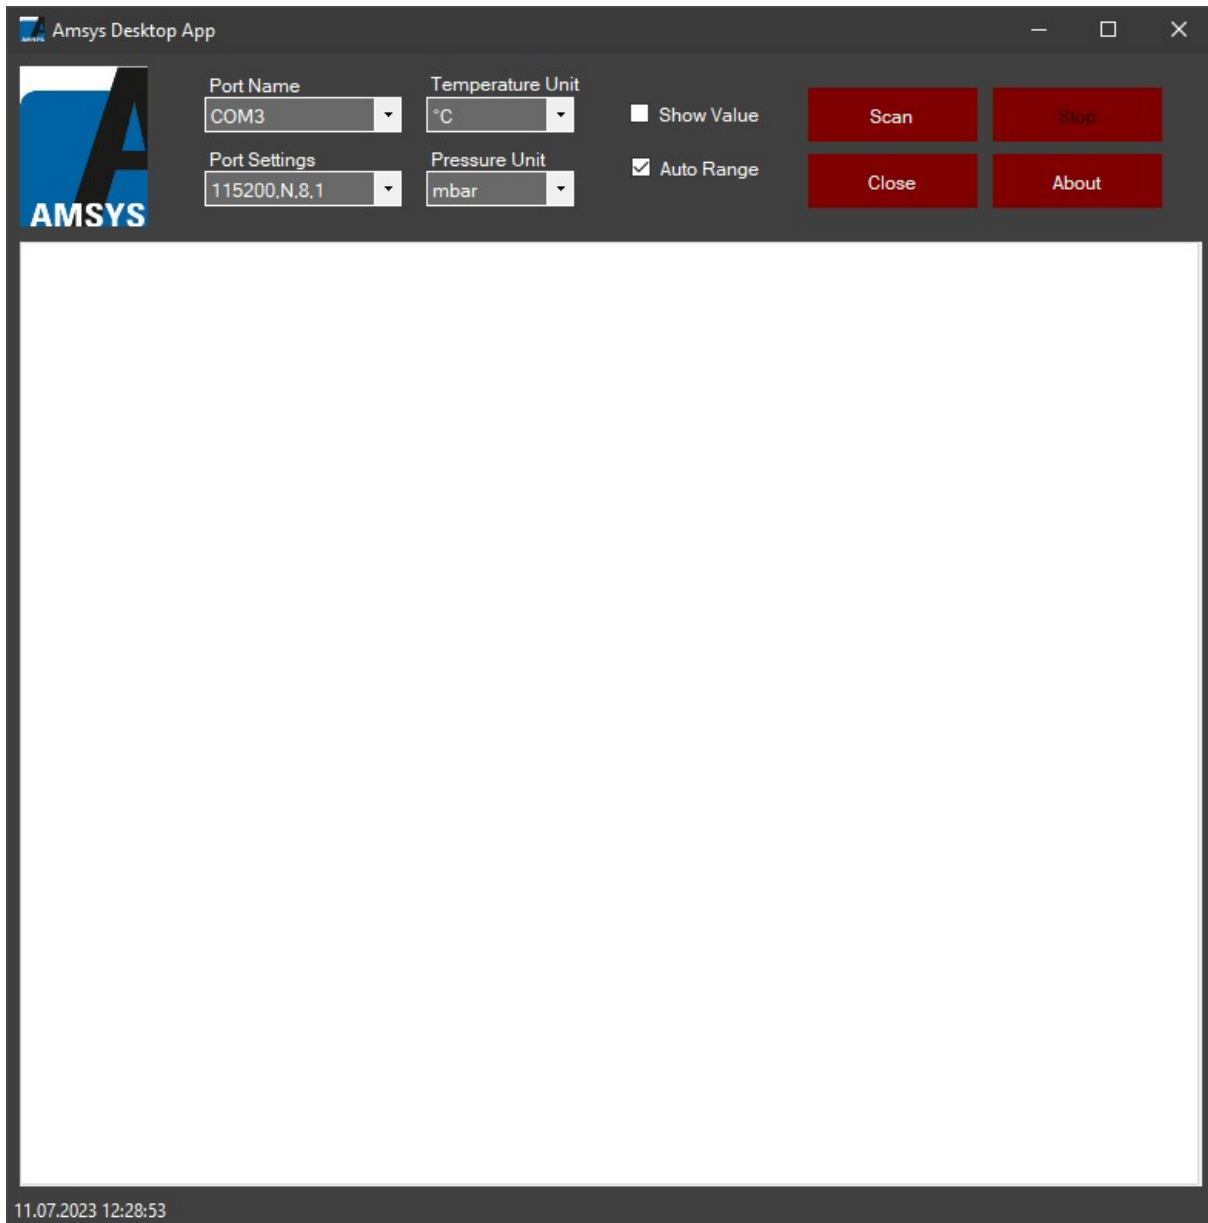 Amsys Desktop App
AMSYS
Port Name
COM3
Port Settings
115200,N,8,1
Temperature Unit
°C
Pressure Unit
mbar
Show Value
Auto Range
Scan
Stop
Close
About
11.07.2023 12:28:53